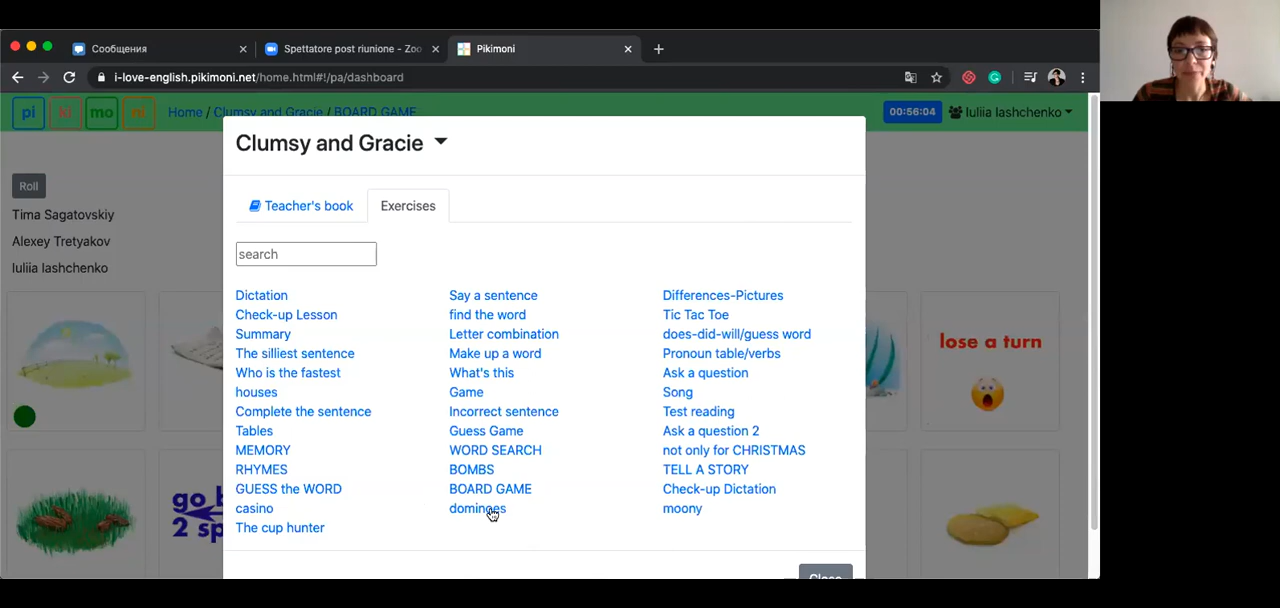 Сообщения
Spettatore post riunione - Zoo
Pikimoni
i-love-english.pikimoni.net/home.html#!/pa/dashboard
pi ki mo ni
Home / Clumsy and Gracie / BOARD GAME
00:56:04
Iuliia Iashchenko
Clumsy and Gracie
Roll
Teacher's book
Exercises
Tima Sagatovskiy
Alexey Tretyakov
Iuliia Iashchenko
search
Dictation Say a sentence Differences-Pictures
Check-up Lesson find the word Tic Tac Toe
Summary Letter combination does-did-will/guess word
The silliest sentence Make up a word Pronoun table/verbs
Who is the fastest What's this Ask a question
houses Game Song
Complete the sentence Incorrect sentence Test reading
Tables Guess Game Ask a question 2
MEMORY WORD SEARCH not only for CHRISTMAS
RHYMES BOMBS TELL A STORY
GUESS the WORD BOARD GAME Check-up Dictation
casino dominoes moony
The cup hunter
lose a turn
go b
2 sp
Close